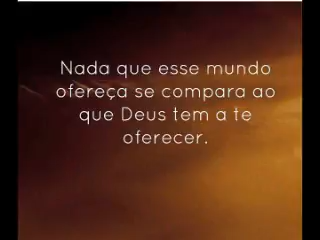 Nada que esse mundo
ofereça se compara ao
que Deus tem a te
oferecer.